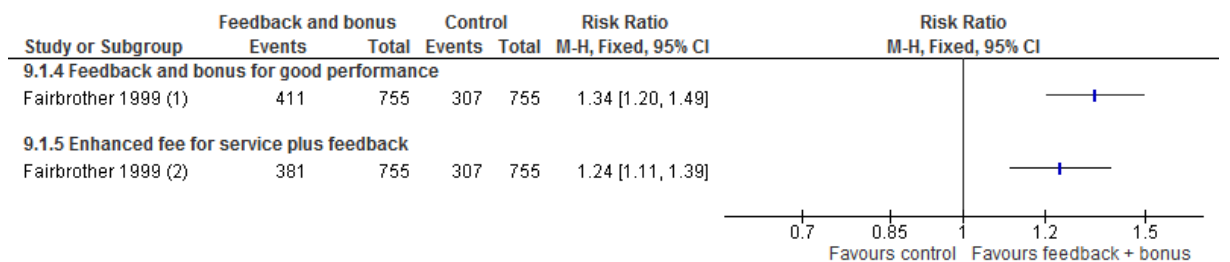 Feedback and bonus Control Risk Ratio Risk Ratio
Study or Subgroup Events Total Events Total M-H, Fixed, 95% CI M-H, Fixed, 95% CI
9.1.4 Feedback and bonus for good performance
Fairbrother 1999 (1) 411 755 307 755 1.34 [1.20, 1.49]
9.1.5 Enhanced fee for service plus feedback
Fairbrother 1999 (2) 381 755 307 755 1.24 [1.11, 1.39]
0.7 0.85 1 1.2 1.5
Favours control Favours feedback + bonus